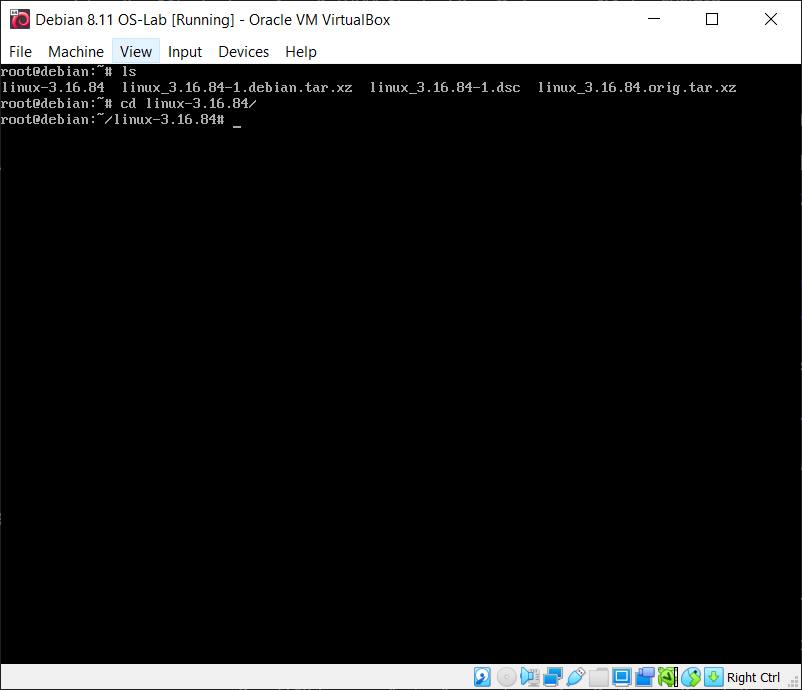 Debian 8.11 OS-Lab [Running] - Oracle VM VirtualBox
File Machine View Input Devices Help
root@debian:~# ls
linux-3.16.84  linux_3.16.84-1.debian.tar.xz  linux_3.16.84-1.dsc  linux_3.16.84.orig.tar.xz
root@debian:~# cd linux-3.16.84/
root@debian:~/linux-3.16.84# _
Right Ctrl